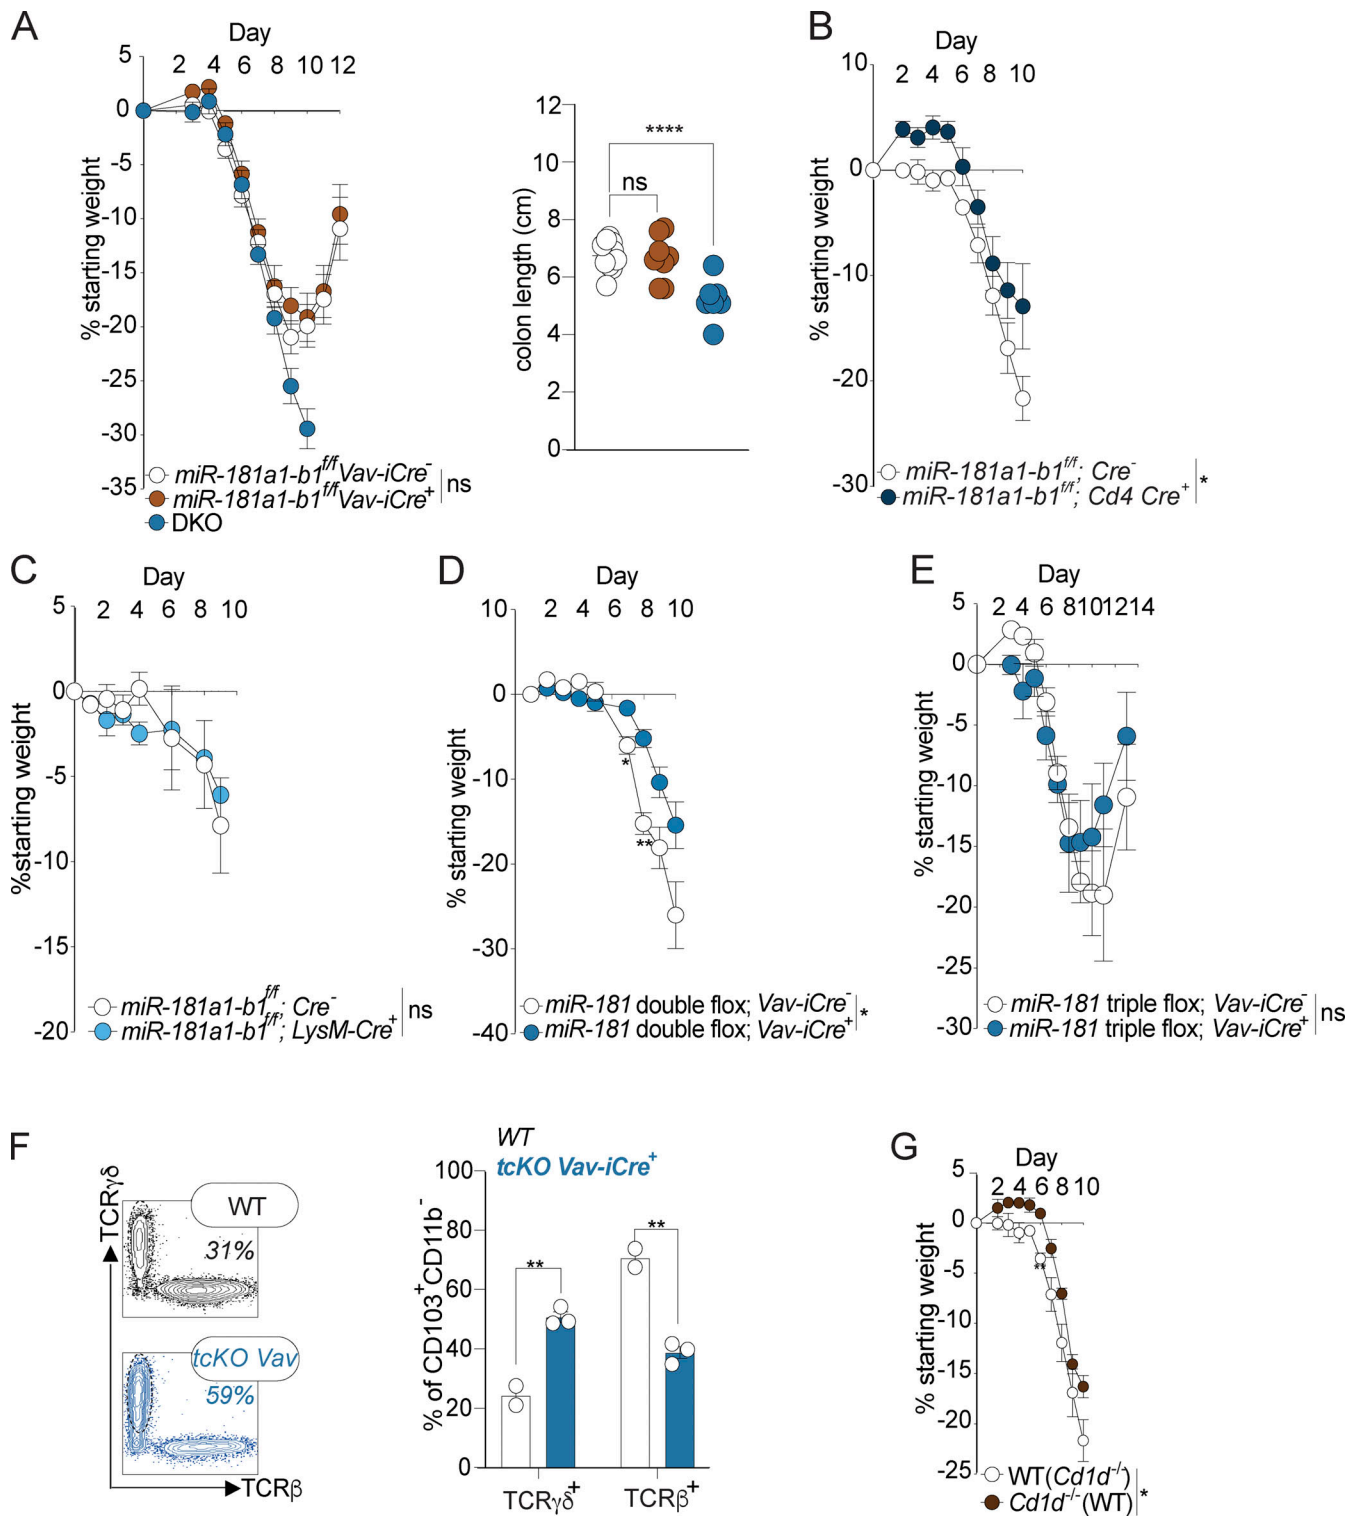 A
Day
5
2 4 6 8 10 12
0
-5
-10
-15
-20
-25
-30
-35
% starting weight
miR-181a1-b1f/f Vav-iCre-
miR-181a1-b1f/f Vav-iCre+
ns
DKO
12
10
8
6
4
2
0
colon length (cm)
****
ns
B
Day
10
2 4 6 8 10
0
-10
-20
-30
% starting weight
miR-181a1-b1f/f; Cre-
miR-181a1-b1f/f; Cd4 Cre+
*
C
Day
5
2 4 6 8 10
0
-5
-10
-15
-20
%starting weight
miR-181a1-b1f/f; Cre-
miR-181a1-b1f/f; LysM-Cre+
ns
D
Day
10
2 4 6 8 10
0
-10
-20
-30
-40
% starting weight
*
**
miR-181 double flox; Vav-iCre-
miR-181 double flox; Vav-iCre+
*
E
Day
5
2 4 6 8 10 12 14
0
-5
-10
-15
-20
-25
-30
% starting weight
miR-181 triple flox; Vav-iCre-
miR-181 triple flox; Vav-iCre+
ns
F
TCRγδ
WT
31%
tcKO Vav
59%
TCRβ
WT
tcKO Vav-iCre+
100
80
60
40
20
0
% of CD103+CD11b-
**
**
TCRγδ+
TCRβ+
G
Day
5
2 4 6 8 10
0
-5
-10
-15
-20
-25
% starting weight
**
WT(Cd1d-/-)
Cd1d-/-(WT)
*